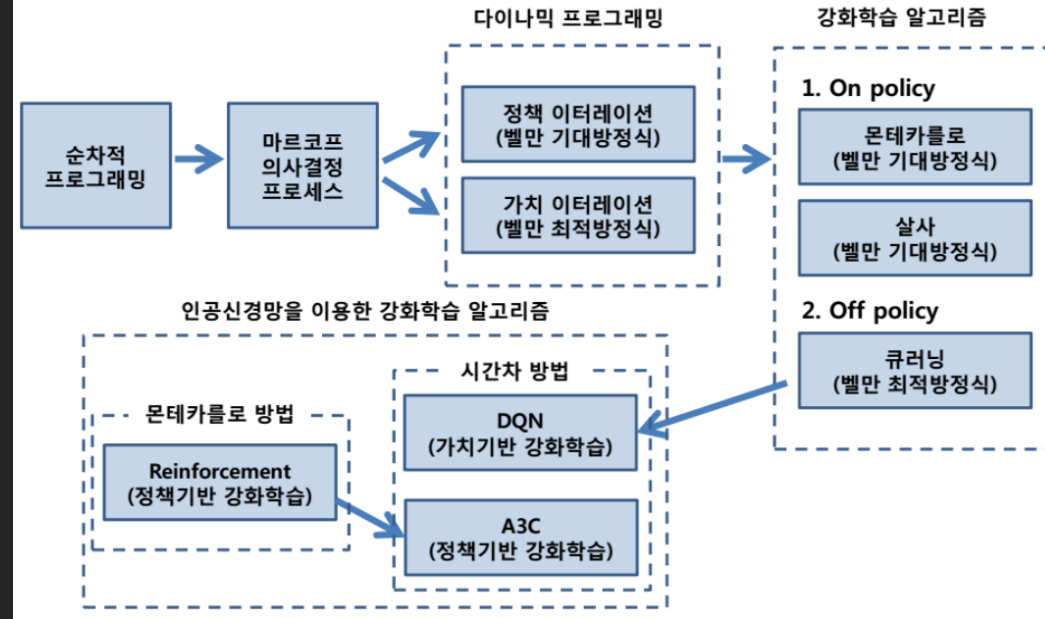 다이나믹 프로그래밍
강화학습 알고리즘
순차적
프로그래밍
마르코프
의사결정
프로세스
정책 이터레이션
(벨만 기대방정식)
가치 이터레이션
(벨만 최적방정식)
1. On policy
몬테카를로
(벨만 기대방정식)
살사
(벨만 기대방정식)
2. Off policy
큐러닝
(벨만 최적방정식)
인공신경망을 이용한 강화학습 알고리즘
몬테카를로 방법
Reinforcement
(정책기반 강화학습)
시간차 방법
DQN
(가치기반 강화학습)
A3C
(정책기반 강화학습)